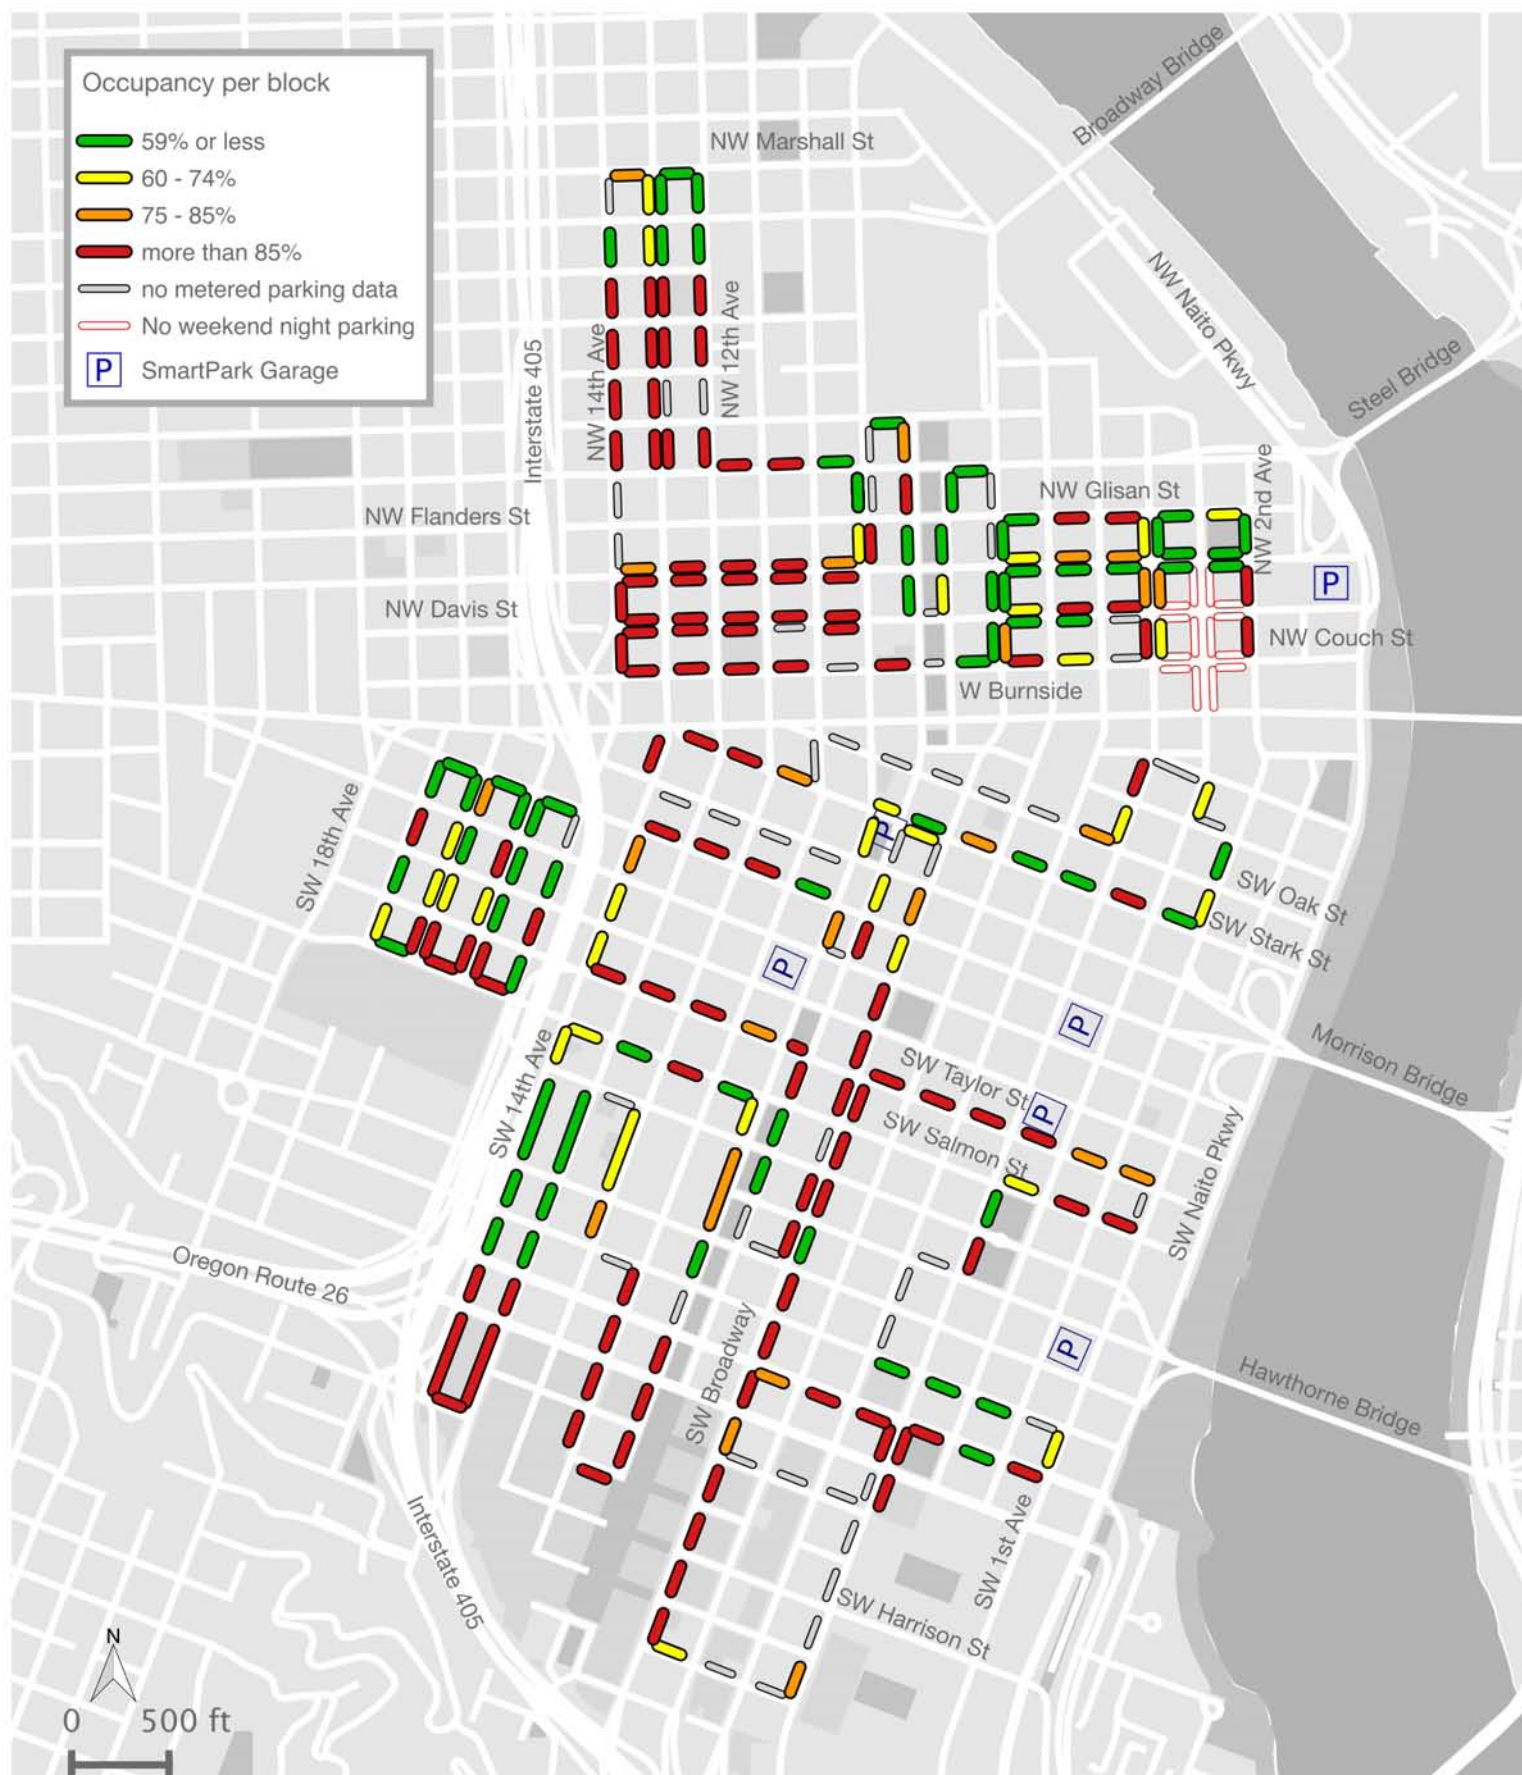 Occupancy per block
59% or less
60 - 74%
75 - 85%
more than 85%
no metered parking data
No weekend night parking
P SmartPark Garage
Broadway Bridge
NW Marshall St
NW Naito Pkwy
NW 12th Ave
NW 14th Ave
Interstate 405
Steel Bridge
NW Glisan St
NW 2nd Ave
NW Flanders St
P
NW Davis St
NW Couch St
W Burnside
SW 18th Ave
P
SW Oak St
SW Stark St
P
P
Morrison Bridge
SW 14th Ave
SW Taylor St
P
SW Salmon St
SW Naito Pkwy
Oregon Route 26
SW Broadway
P
Hawthorne Bridge
Interstate 405
SW 1st Ave
SW Harrison St
N
0 500 ft